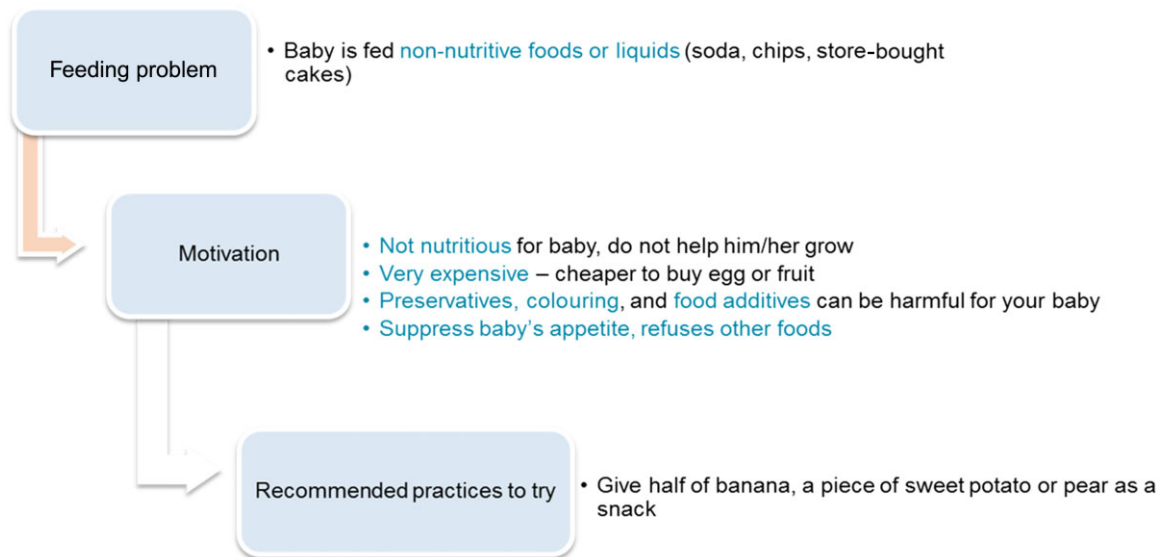 Feeding problem
• Baby is fed non-nutritive foods or liquids (soda, chips, store-bought
cakes)
Motivation
• Not nutritious for baby, do not help him/her grow
• Very expensive – cheaper to buy egg or fruit
• Preservatives, colouring, and food additives can be harmful for your baby
• Suppress baby's appetite, refuses other foods
Recommended practices to try
• Give half of banana, a piece of sweet potato or pear as a
snack